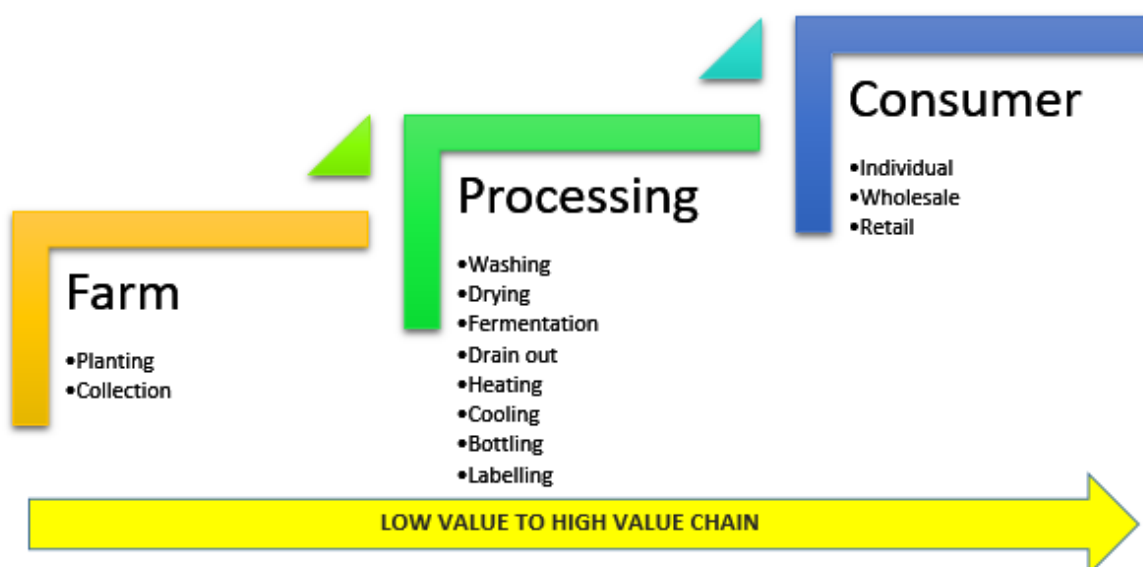 Farm
•Planting
•Collection
Processing
•Washing
•Drying
•Fermentation
•Drain out
•Heating
•Cooling
•Bottling
•Labelling
Consumer
•Individual
•Wholesale
•Retail
LOW VALUE TO HIGH VALUE CHAIN